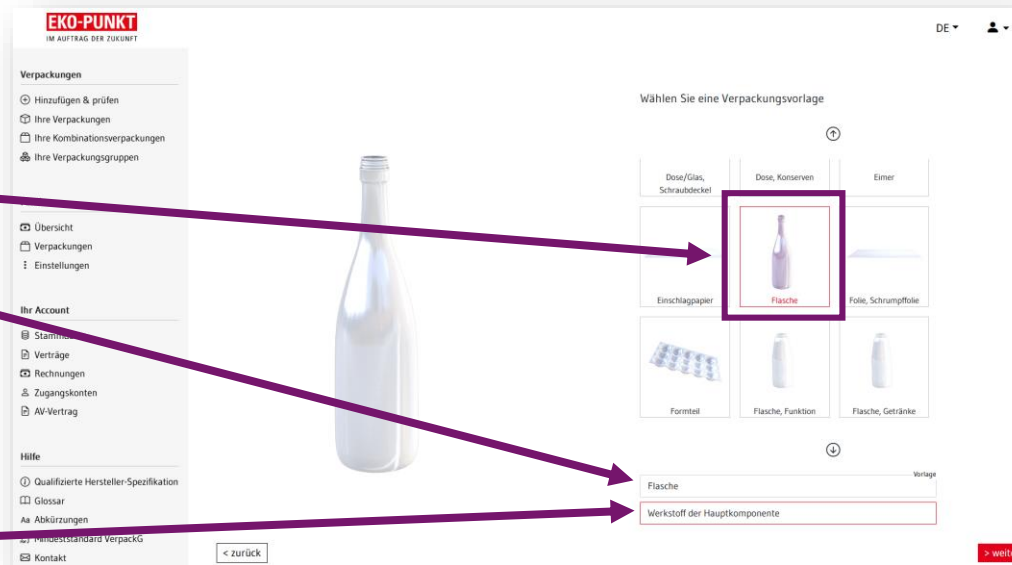 EKO-PUNKT
IM AUFTRAG DER ZUKUNFT
DE
Verpackungen
Hinzufügen & prüfen
Ihre Verpackungen
Ihre Kombinationsverpackungen
Ihre Verpackungsgruppen
Übersicht
Verpackungen
Einstellungen
Ihr Account
Verträge
Rechnungen
Zugangskonten
AV-Vertrag
Hilfe
Qualifizierte Hersteller-Spezifikation
Glossar
Aa Abkürzungen
Mindeststandard VerpackG
Kontakt
Wählen Sie eine Verpackungsvorlage
Dose/Glas,
Schraubdeckel
Dose, Konserven
Eimer
Einschlagpapier
Flasche
Folie, Schrumpffolie
Formteil
Flasche, Funktion
Flasche, Getränke
Vorlage
Flasche
Werkstoff der Hauptkomponente
< zurück
> weite